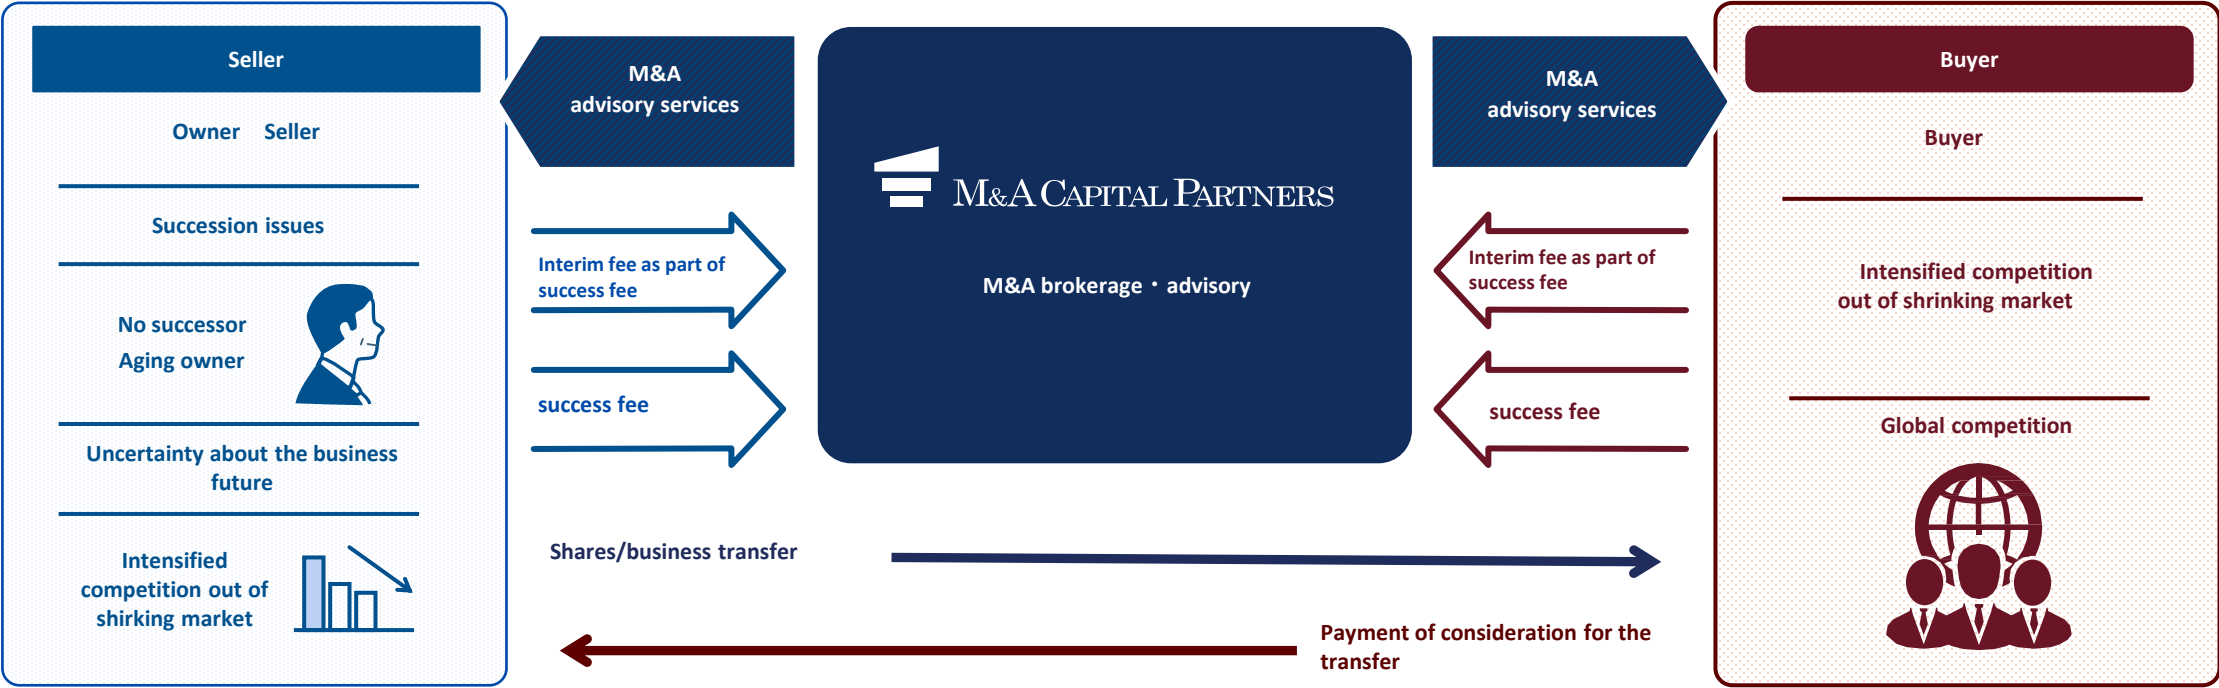 Seller
Owner Seller
Succession issues
No successor
Aging owner
Uncertainty about the business
future
Intensified
competition out of
shirking market
M&A
advisory services
Interim fee as part of
success fee
success fee
M&A CAPITAL PARTNERS
M&A brokerage・advisory
M&A
advisory services
Interim fee as part of
success fee
success fee
Shares/business transfer
Payment of consideration for the
transfer
Buyer
Buyer
Intensified competition
out of shrinking market
Global competition